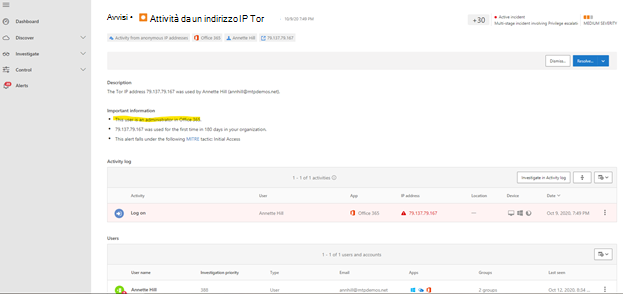 Dashboard
Discover
Investigate
Control
Alerts
Avvisi •
Attività da un indirizzo IP Tor
10/9/20 7:49 PM
+30
Active incident
Multi-stage incident involving Privilege escalati
MEDIUM SEVERITY
Activity from anonymous IP addresses
Office 365
Annette Hill
79.137.79.167
Dismiss...
Resolve...
Description
The Tor IP address 79.137.79.167 was used by Annette Hill (annhill@mtpdemos.net).
Important information
• This user is an administrator in Office 365.
• 79.137.79.167 was used for the first time in 180 days in your organization.
• This alert falls under the following MITRE tactic: Initial Access
Activity log
1 - 1 of 1 activities
Investigate in Activity log
Activity User App IP address Location Device Date
Log on Annette Hill Office 365 79.137.79.167 — Oct 9, 2020, 7:49 PM
Users
1 - 1 of 1 users and accounts
User name Investigation priority Type Email Apps Groups Last seen
Annette Hill 380 User annhill@mtpdemos.net 2 groups Oct 12, 2020, 8:34 ...